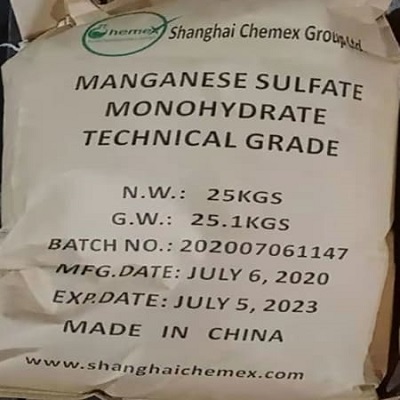 Chemex Shanghai Chemex Group Ltd.
MANGANESE SULFATE
MONOHYDRATE
TECHNICAL GRADE
N.W.: 25KGS
G.W.: 25.1KGS
BATCH NO.: 202007061147
MFG.DATE: JULY 6, 2020
EXP.DATE: JULY 5, 2023
MADE IN CHINA
www.shanghaichemex.com